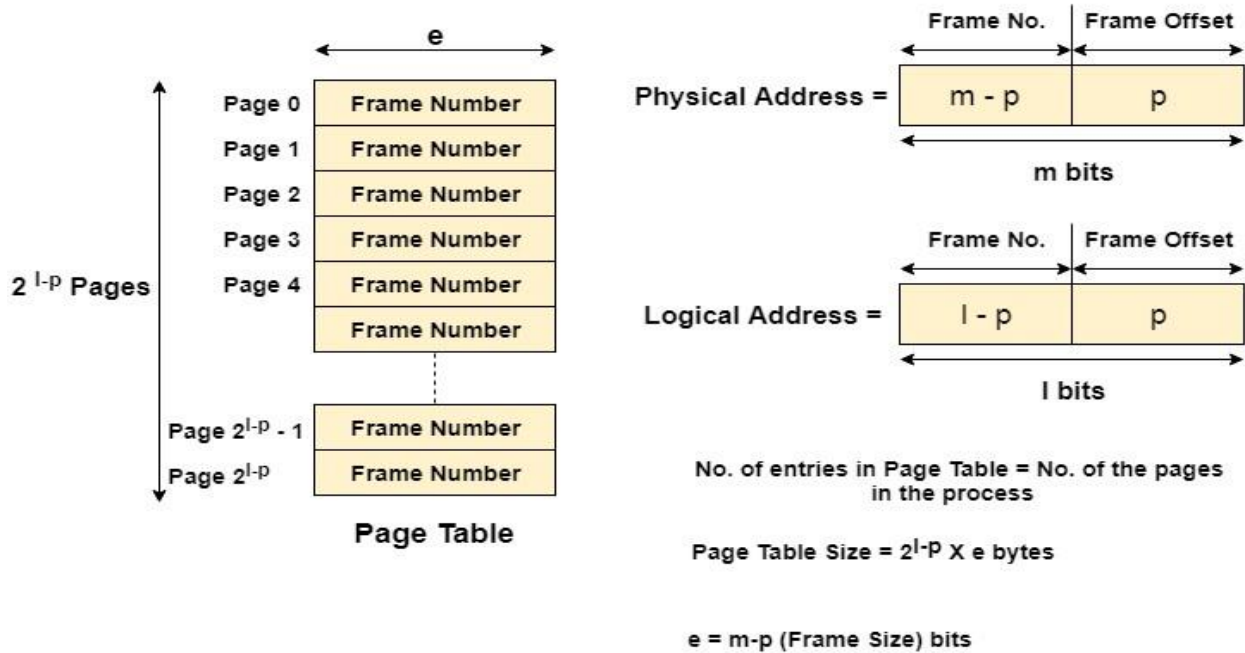 e
Page 0 Frame Number
Page 1 Frame Number
Page 2 Frame Number
Page 3 Frame Number
Page 4 Frame Number
Frame Number
2^l-p Pages
Page 2^l-p - 1 Frame Number
Page 2^l-p Frame Number
Page Table
Frame No. Frame Offset
Physical Address = m - p p
m bits
Frame No. Frame Offset
Logical Address = l - p p
l bits
No. of entries in Page Table = No. of the pages
in the process
Page Table Size = 2^l-p X e bytes
e = m-p (Frame Size) bits